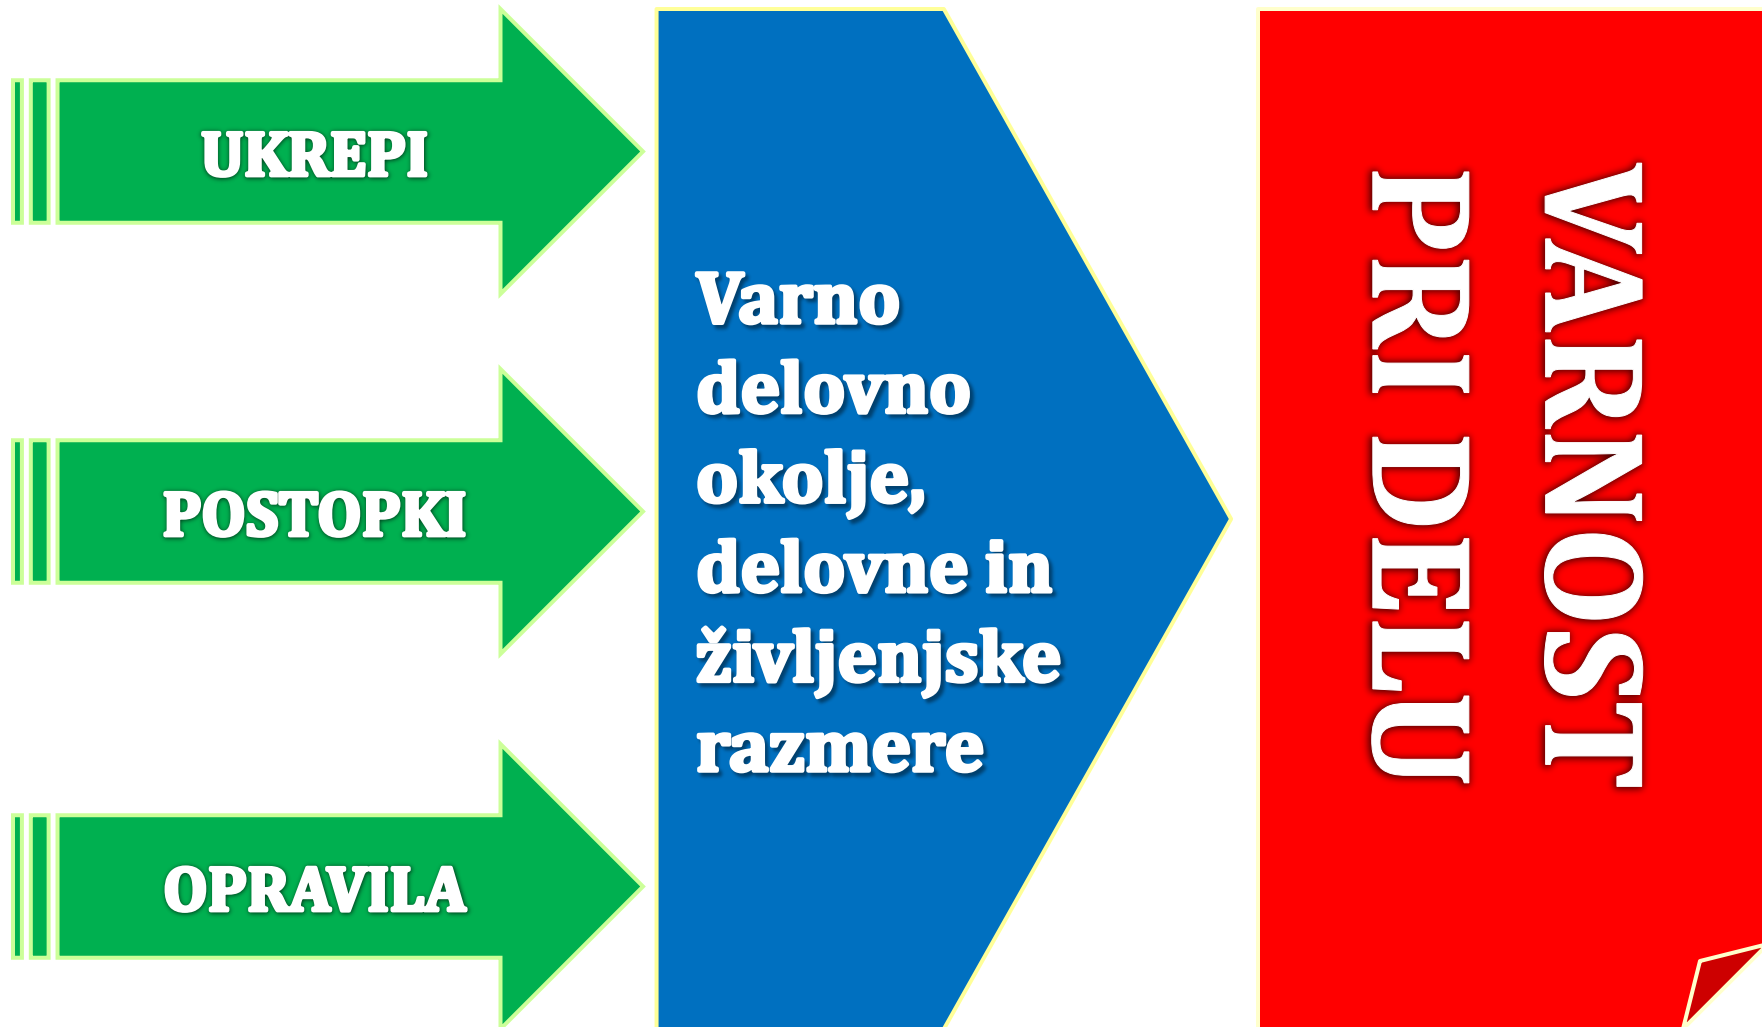 UKREPI
POSTOPKI
OPRAVILA
Varno
delovno
okolje,
delovne in
življenjske
razmere
VARNOST
PRI DELU